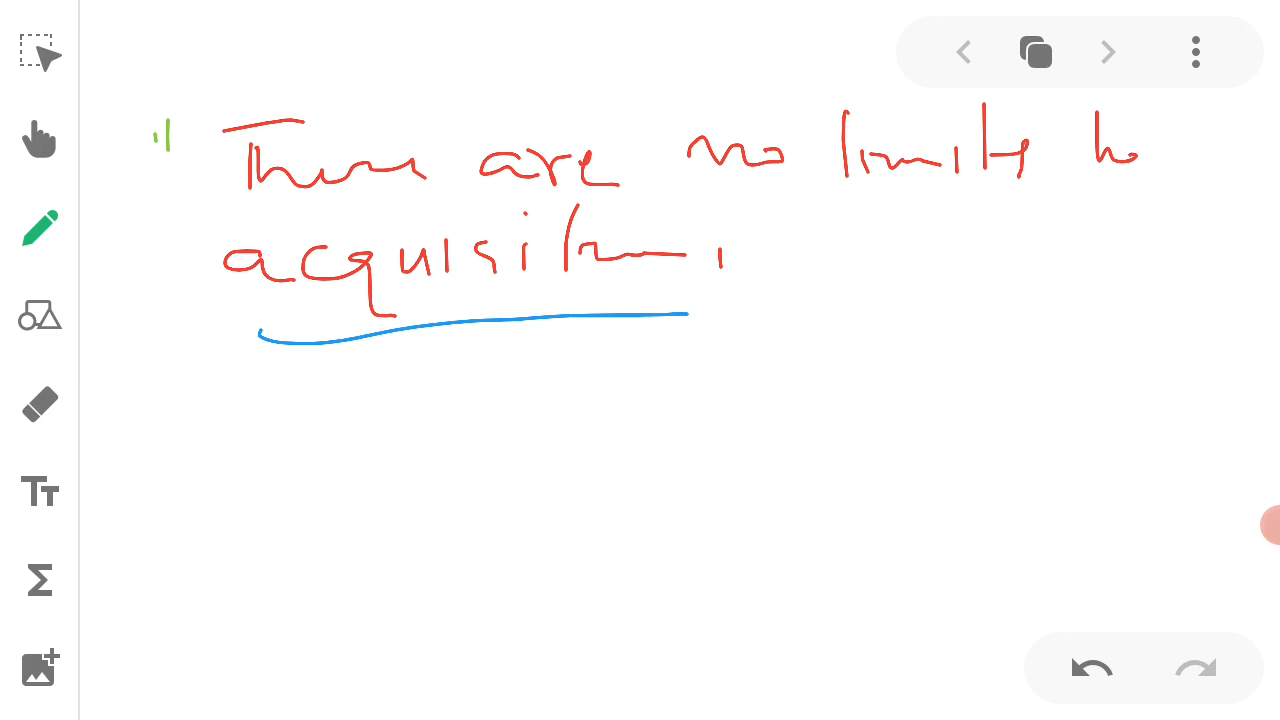 There are no limits to
acquisition.